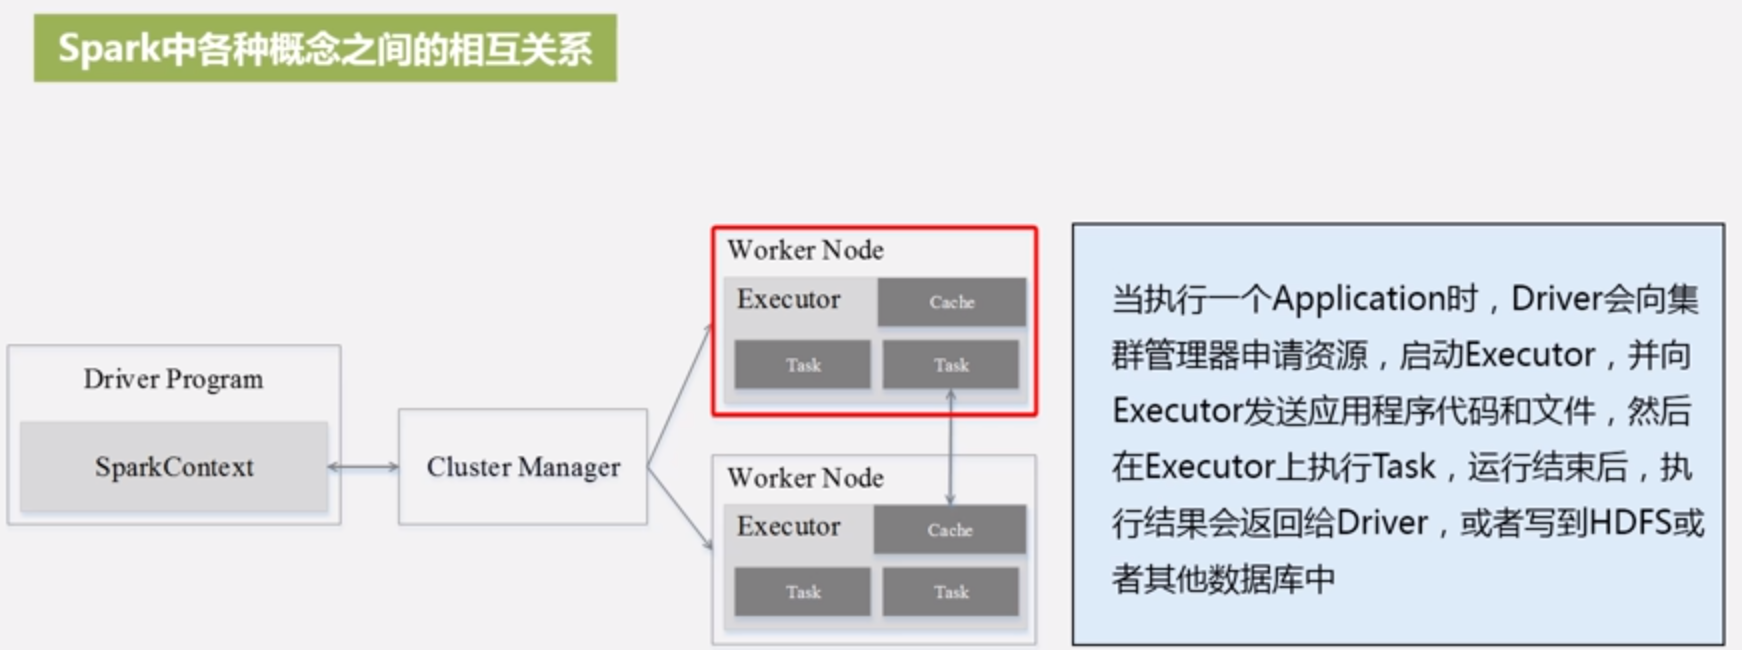 Spark中各种概念之间的相互关系
Driver Program
SparkContext
Cluster Manager
Worker Node
Executor
Cache
Task
Task
Worker Node
Executor
Cache
Task
Task
当执行一个Application时，Driver会向集
群管理器申请资源，启动Executor，并向
Executor发送应用程序代码和文件，然后
在Executor上执行Task，运行结束后，执
行结果会返回给Driver，或者写到HDFS或
者其他数据库中